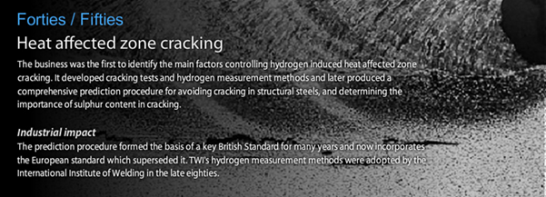 Forties / Fifties
Heat affected zone cracking
The business was the first to identify the main factors controlling hydrogen induced heat affected zone
cracking. It developed cracking tests and hydrogen measurement methods and later produced a
comprehensive prediction procedure for avoiding cracking in structural steels, and determining the
importance of sulphur content in cracking.
Industrial impact
The prediction procedure formed the basis of a key British Standard for many years and now incorporates
the European standard which superseded it. TWI's hydrogen measurement methods were adopted by the
International Institute of Welding in the late eighties.